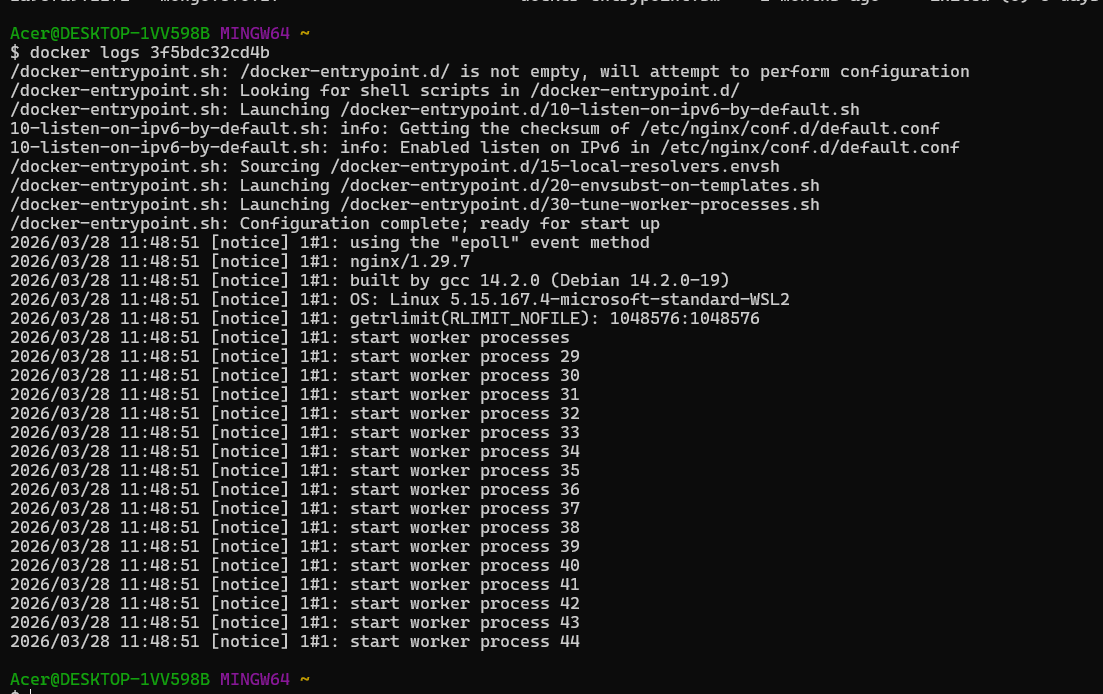 Acer@DESKTOP-1VV598B MINGW64 ~
$ docker logs 3f5bdc32cd4b
/docker-entrypoint.sh: /docker-entrypoint.d/ is not empty, will attempt to perform configuration
/docker-entrypoint.sh: Looking for shell scripts in /docker-entrypoint.d/
/docker-entrypoint.sh: Launching /docker-entrypoint.d/10-listen-on-ipv6-by-default.sh
10-listen-on-ipv6-by-default.sh: info: Getting the checksum of /etc/nginx/conf.d/default.conf
10-listen-on-ipv6-by-default.sh: info: Enabled listen on IPv6 in /etc/nginx/conf.d/default.conf
/docker-entrypoint.sh: Sourcing /docker-entrypoint.d/15-local-resolvers.envsh
/docker-entrypoint.sh: Launching /docker-entrypoint.d/20-envsubst-on-templates.sh
/docker-entrypoint.sh: Launching /docker-entrypoint.d/30-tune-worker-processes.sh
/docker-entrypoint.sh: Configuration complete; ready for start up
2026/03/28 11:48:51 [notice] 1#1: using the "epoll" event method
2026/03/28 11:48:51 [notice] 1#1: nginx/1.29.7
2026/03/28 11:48:51 [notice] 1#1: built by gcc 14.2.0 (Debian 14.2.0-19)
2026/03/28 11:48:51 [notice] 1#1: OS: Linux 5.15.167.4-microsoft-standard-WSL2
2026/03/28 11:48:51 [notice] 1#1: getrlimit(RLIMIT_NOFILE): 1048576:1048576
2026/03/28 11:48:51 [notice] 1#1: start worker processes
2026/03/28 11:48:51 [notice] 1#1: start worker process 29
2026/03/28 11:48:51 [notice] 1#1: start worker process 30
2026/03/28 11:48:51 [notice] 1#1: start worker process 31
2026/03/28 11:48:51 [notice] 1#1: start worker process 32
2026/03/28 11:48:51 [notice] 1#1: start worker process 33
2026/03/28 11:48:51 [notice] 1#1: start worker process 34
2026/03/28 11:48:51 [notice] 1#1: start worker process 35
2026/03/28 11:48:51 [notice] 1#1: start worker process 36
2026/03/28 11:48:51 [notice] 1#1: start worker process 37
2026/03/28 11:48:51 [notice] 1#1: start worker process 38
2026/03/28 11:48:51 [notice] 1#1: start worker process 39
2026/03/28 11:48:51 [notice] 1#1: start worker process 40
2026/03/28 11:48:51 [notice] 1#1: start worker process 41
2026/03/28 11:48:51 [notice] 1#1: start worker process 42
2026/03/28 11:48:51 [notice] 1#1: start worker process 43
2026/03/28 11:48:51 [notice] 1#1: start worker process 44
Acer@DESKTOP-1VV598B MINGW64 ~
$